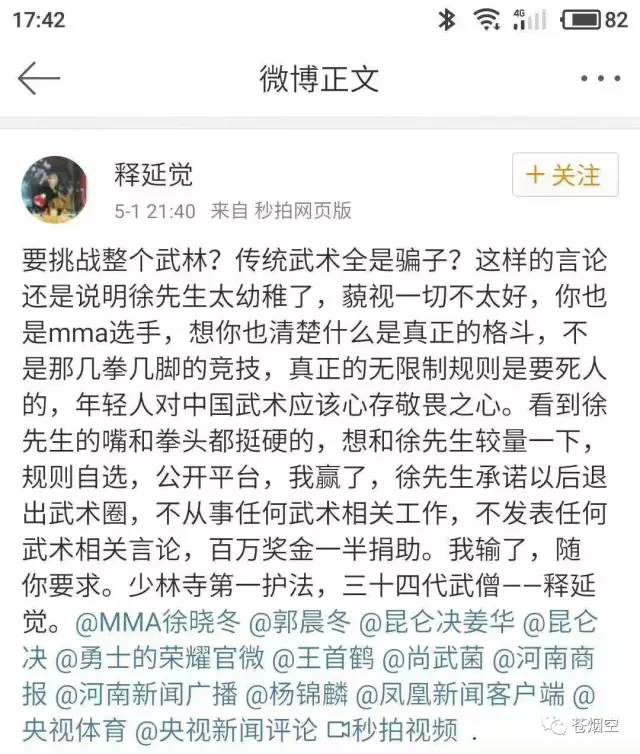 17:42
4G
82
微博正文
释延觉
+关注
5-1 21:40 来自 秒拍网页版
要挑战整个武林？传统武术全是骗子？这样的言论
还是说明徐先生太幼稚了，藐视一切不太好，你也
是mma选手，想你也清楚什么是真正的格斗，不
是那几拳几脚的竞技，真正的无限制规则是要死人
的，年轻人对中国武术应该心存敬畏之心。看到徐
先生的嘴和拳头都挺硬的，想和徐先生较量一下，
规则自选，公开平台，我赢了，徐先生承诺以后退
出武术圈，不从事任何武术相关工作，不发表任何
武术相关言论，百万奖金一半捐助。我输了，随
你要求。少林寺第一护法，三十四代武僧——释延
觉。@MMA徐晓冬 @郭晨冬 @昆仑决姜华 @昆仑
决 @勇士的荣耀官微 @王首鹤 @尚武菌 @河南商
报 @河南新闻广播 @杨锦麟 @凤凰新闻客户端 @
央视体育 @央视新闻评论 秒拍视频 .
苍烟空